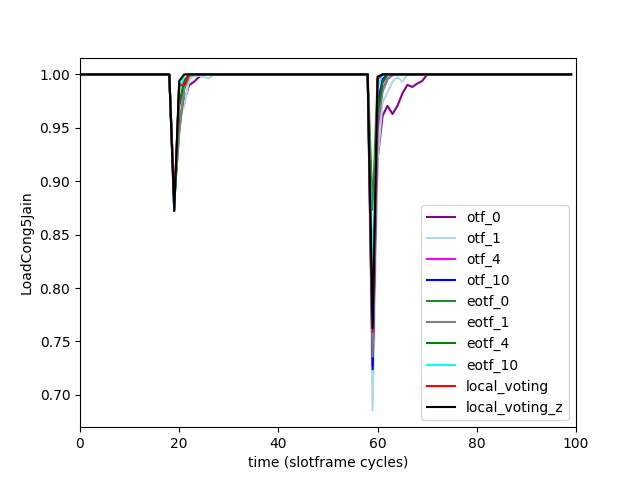 1.00
0.95
0.90
0.85
0.80
0.75
0.70
LoadCong5Jain
0 20 40 60 80 100
time (slotframe cycles)
otf_0
otf_1
otf_4
otf_10
eotf_0
eotf_1
eotf_4
eotf_10
local_voting
local_voting_z